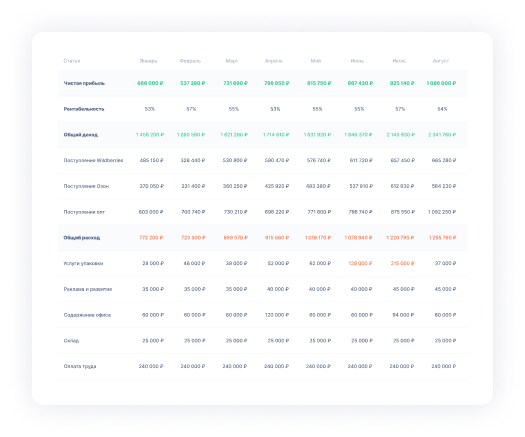 Статья Январь Февраль Март Апрель Май Июнь Июль Август
Чистая прибыль 686 000 ₽ 537 260 ₽ 731 690 ₽ 798 950 ₽ 815 750 ₽ 867 430 ₽ 925 140 ₽ 1 086 000 ₽
Рентабельность 53% 57% 55% 53% 55% 55% 57% 54%
Общий доход 1 458 200 ₽ 1 260 560 ₽ 1 621 260 ₽ 1 714 610 ₽ 1 831 920 ₽ 1 946 370 ₽ 2 145 930 ₽ 2 341 760 ₽
Поступление Wildberries 485 150 ₽ 328 440 ₽ 530 800 ₽ 590 470 ₽ 576 740 ₽ 611 720 ₽ 657 450 ₽ 665 280 ₽
Поступление Озон 370 050 ₽ 231 400 ₽ 360 250 ₽ 425 920 ₽ 483 380 ₽ 537 910 ₽ 612 930 ₽ 584 230 ₽
Поступление опт 603 000 ₽ 700 740 ₽ 730 210 ₽ 698 220 ₽ 771 800 ₽ 796 740 ₽ 875 550 ₽ 1 092 250 ₽
Общий расход 772 200 ₽ 723 300 ₽ 889 570 ₽ 915 660 ₽ 1 016 170 ₽ 1 078 940 ₽ 1 220 790 ₽ 1 255 760 ₽
Услуги упаковки 28 000 ₽ 46 000 ₽ 39 000 ₽ 53 000 ₽ 62 000 ₽ 139 000 ₽ 215 000 ₽ 37 000 ₽
Реклама и развитие 35 000 ₽ 35 000 ₽ 35 000 ₽ 40 000 ₽ 40 000 ₽ 40 000 ₽ 45 000 ₽ 45 000 ₽
Содержание офиса 60 000 ₽ 60 000 ₽ 60 000 ₽ 120 000 ₽ 60 000 ₽ 60 000 ₽ 94 000 ₽ 60 000 ₽
Склад 25 000 ₽ 25 000 ₽ 25 000 ₽ 25 000 ₽ 35 000 ₽ 25 000 ₽ 25 000 ₽ 25 000 ₽
Оплата труда 240 000 ₽ 240 000 ₽ 240 000 ₽ 240 000 ₽ 240 000 ₽ 240 000 ₽ 240 000 ₽ 240 000 ₽